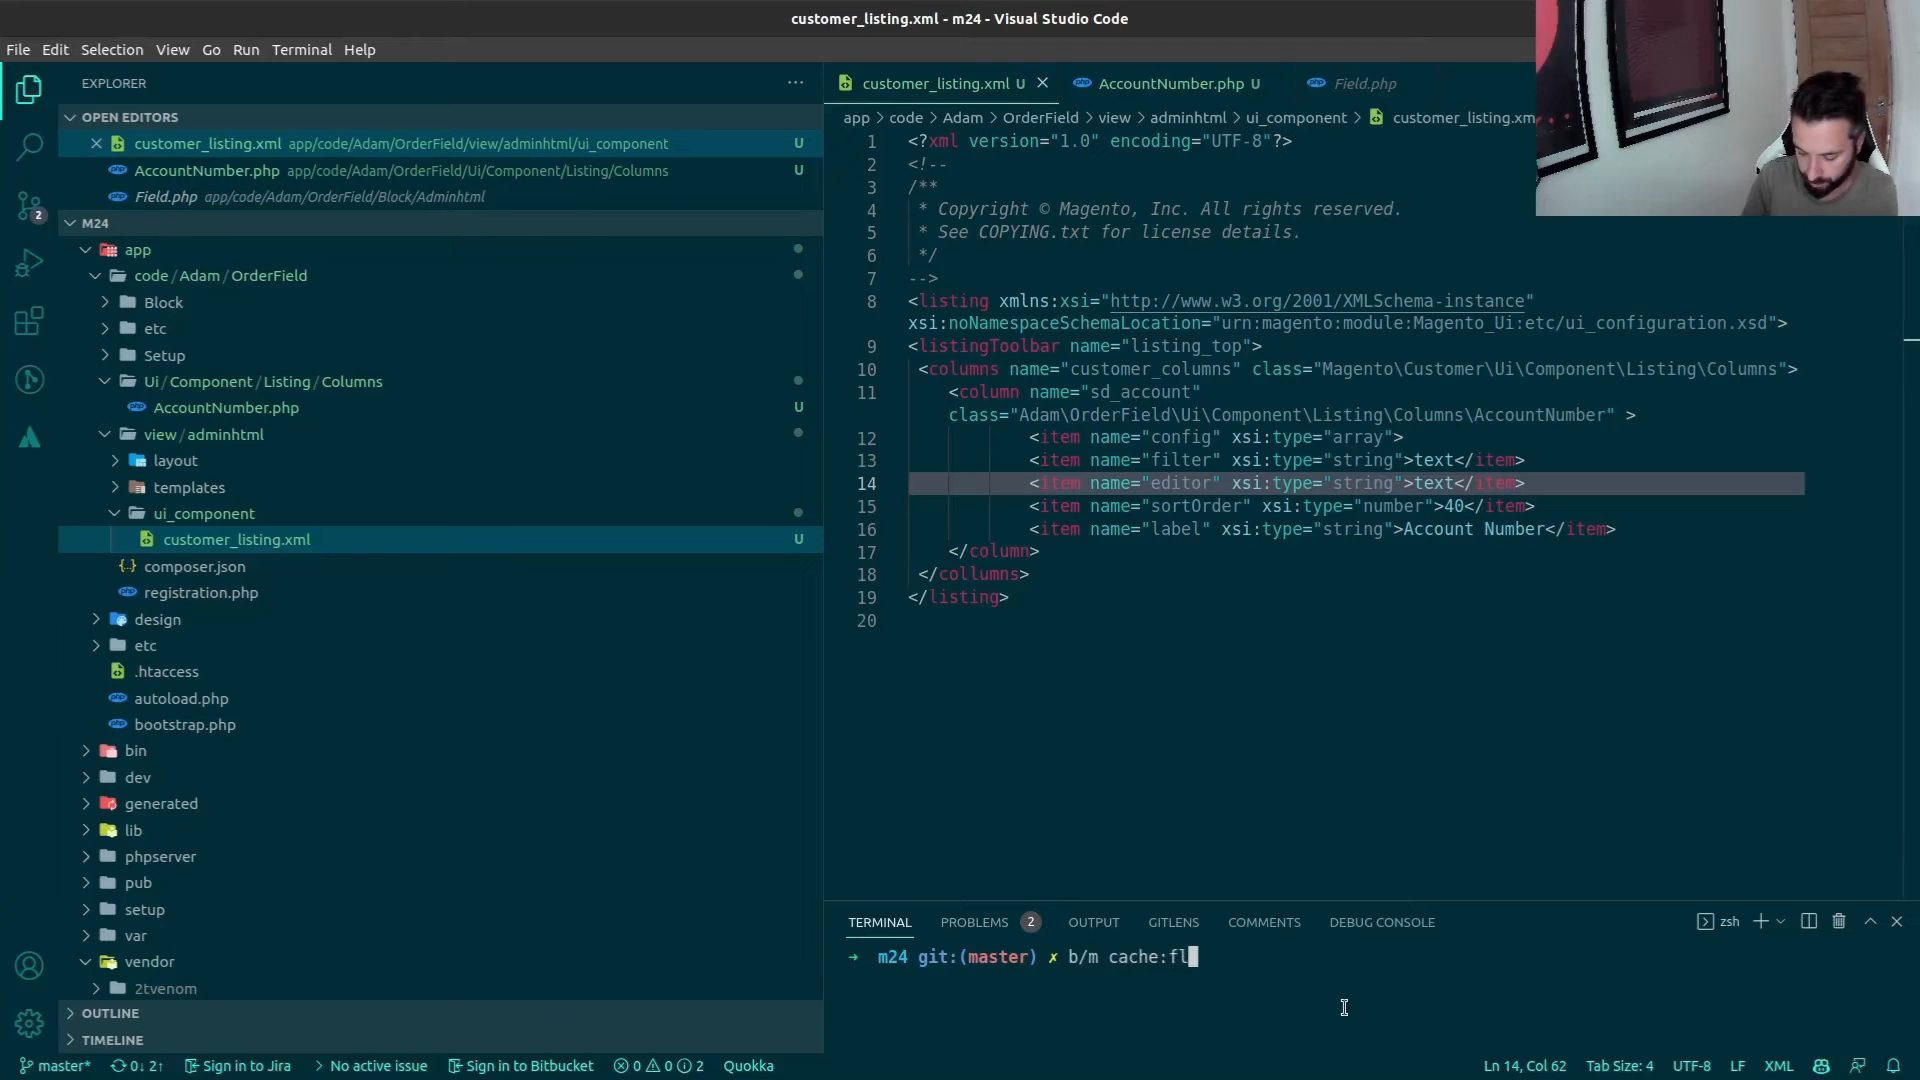 customer_listing.xml - m24 - Visual Studio Code
File Edit Selection View Go Run Terminal Help
EXPLORER
OPEN EDITORS
customer_listing.xml app/code/Adam/OrderField/view/adminhtml/ui_component U
AccountNumber.php app/code/Adam/OrderField/Ui/Component/Listing/Columns U
Field.php app/code/Adam/OrderField/Block/Adminhtml
2
M24
app
code / Adam / OrderField
Block
etc
Setup
Ui / Component / Listing / Columns
AccountNumber.php U
view / adminhtml
layout
templates
ui_component
customer_listing.xml U
composer.json
registration.php
design
etc
.htaccess
autoload.php
bootstrap.php
bin
dev
generated
lib
phpserver
pub
setup
var
vendor
2tvenom
OUTLINE
TIMELINE
customer_listing.xml U AccountNumber.php U Field.php
app > code > Adam > OrderField > view > adminhtml > ui_component > customer_listing.xm
1 <?xml version="1.0" encoding="UTF-8"?>
2 <!--
3 /**
4 * Copyright © Magento, Inc. All rights reserved.
5 * See COPYING.txt for license details.
6 */
7 -->
8 <listing xmlns:xsi="http://www.w3.org/2001/XMLSchema-instance"
xsi:noNamespaceSchemaLocation="urn:magento:module:Magento_Ui:etc/ui_configuration.xsd">
9 <listingToolbar name="listing_top">
10 <columns name="customer_columns" class="Magento\Customer\Ui\Component\Listing\Columns">
11 <column name="sd_account"
class="Adam\OrderField\Ui\Component\Listing\Columns\AccountNumber" >
12 <item name="config" xsi:type="array">
13 <item name="filter" xsi:type="string">text</item>
14 <item name="editor" xsi:type="string">text</item>
15 <item name="sortOrder" xsi:type="number">40</item>
16 <item name="label" xsi:type="string">Account Number</item>
17 </column>
18 </collumns>
19 </listing>
20
TERMINAL PROBLEMS 2 OUTPUT GITLENS COMMENTS DEBUG CONSOLE zsh
→ m24 git:(master) ✗ b/m cache:fl
master* 0↓ 2↑ Sign in to Jira No active issue Sign in to Bitbucket 0 0 2 Quokka Ln 14, Col 62 Tab Size: 4 UTF-8 LF XML